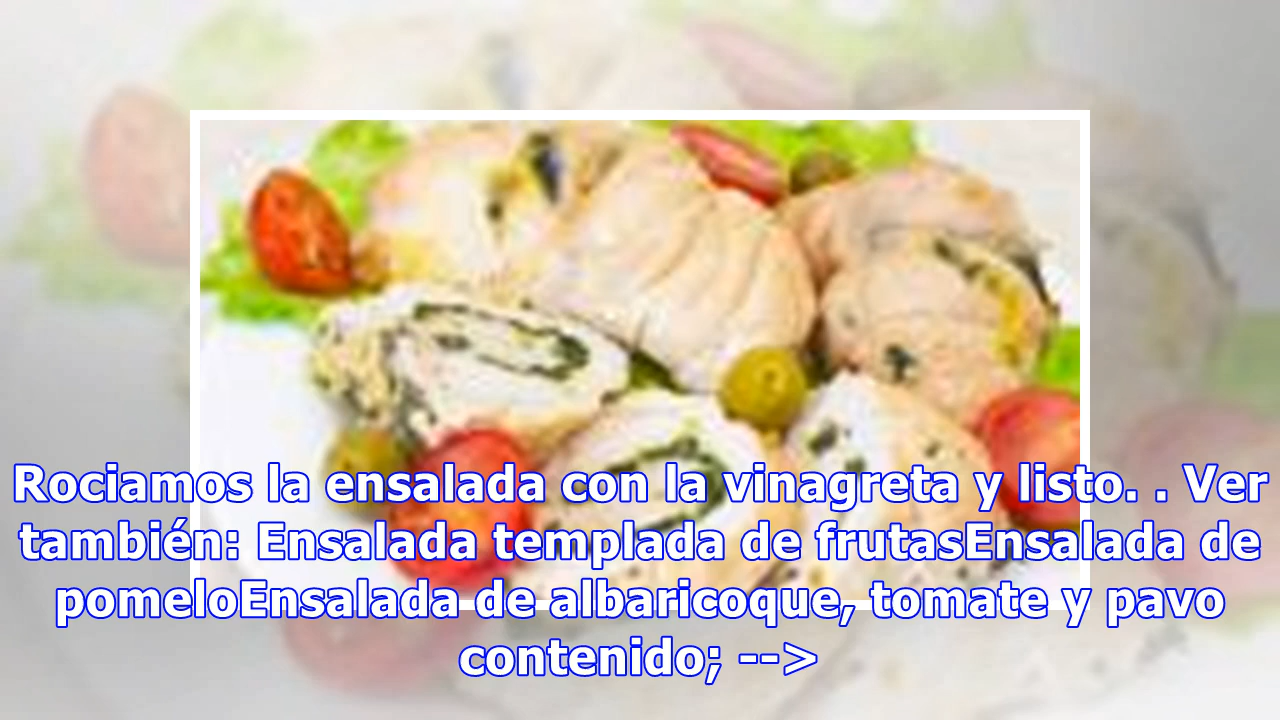 Rociamos la ensalada con la vinagreta y listo. . Ver
también: Ensalada templada de frutasEnsalada de
pomeloEnsalada de albaricoque, tomate y pavo
contenido; -->